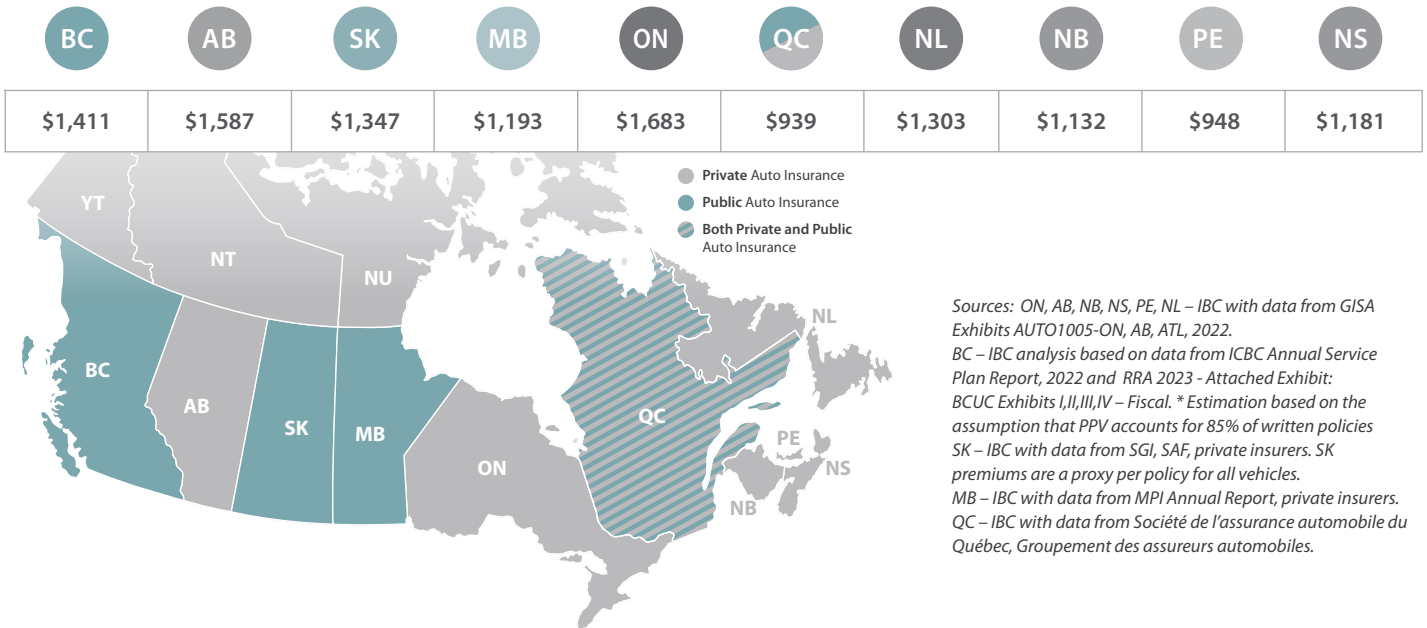 BC AB SK MB ON QC NL NB PE NS
$1,411 $1,587 $1,347 $1,193 $1,683 $939 $1,303 $1,132 $948 $1,181
Private Auto Insurance
Public Auto Insurance
Both Private and Public
Auto Insurance
YT
NT
NU
NL
BC
AB
SK
MB
ON
QC
PE
NS
NB
Sources: ON, AB, NB, NS, PE, NL – IBC with data from GISA
Exhibits AUTO1005-ON, AB, ATL, 2022.
BC – IBC analysis based on data from ICBC Annual Service
Plan Report, 2022 and RRA 2023 - Attached Exhibit:
BCUC Exhibits I,II,III,IV – Fiscal. * Estimation based on the
assumption that PPV accounts for 85% of written policies
SK – IBC with data from SGI, SAF, private insurers. SK
premiums are a proxy per policy for all vehicles.
MB – IBC with data from MPI Annual Report, private insurers.
QC – IBC with data from Société de l’assurance automobile du
Québec, Groupement des assureurs automobiles.